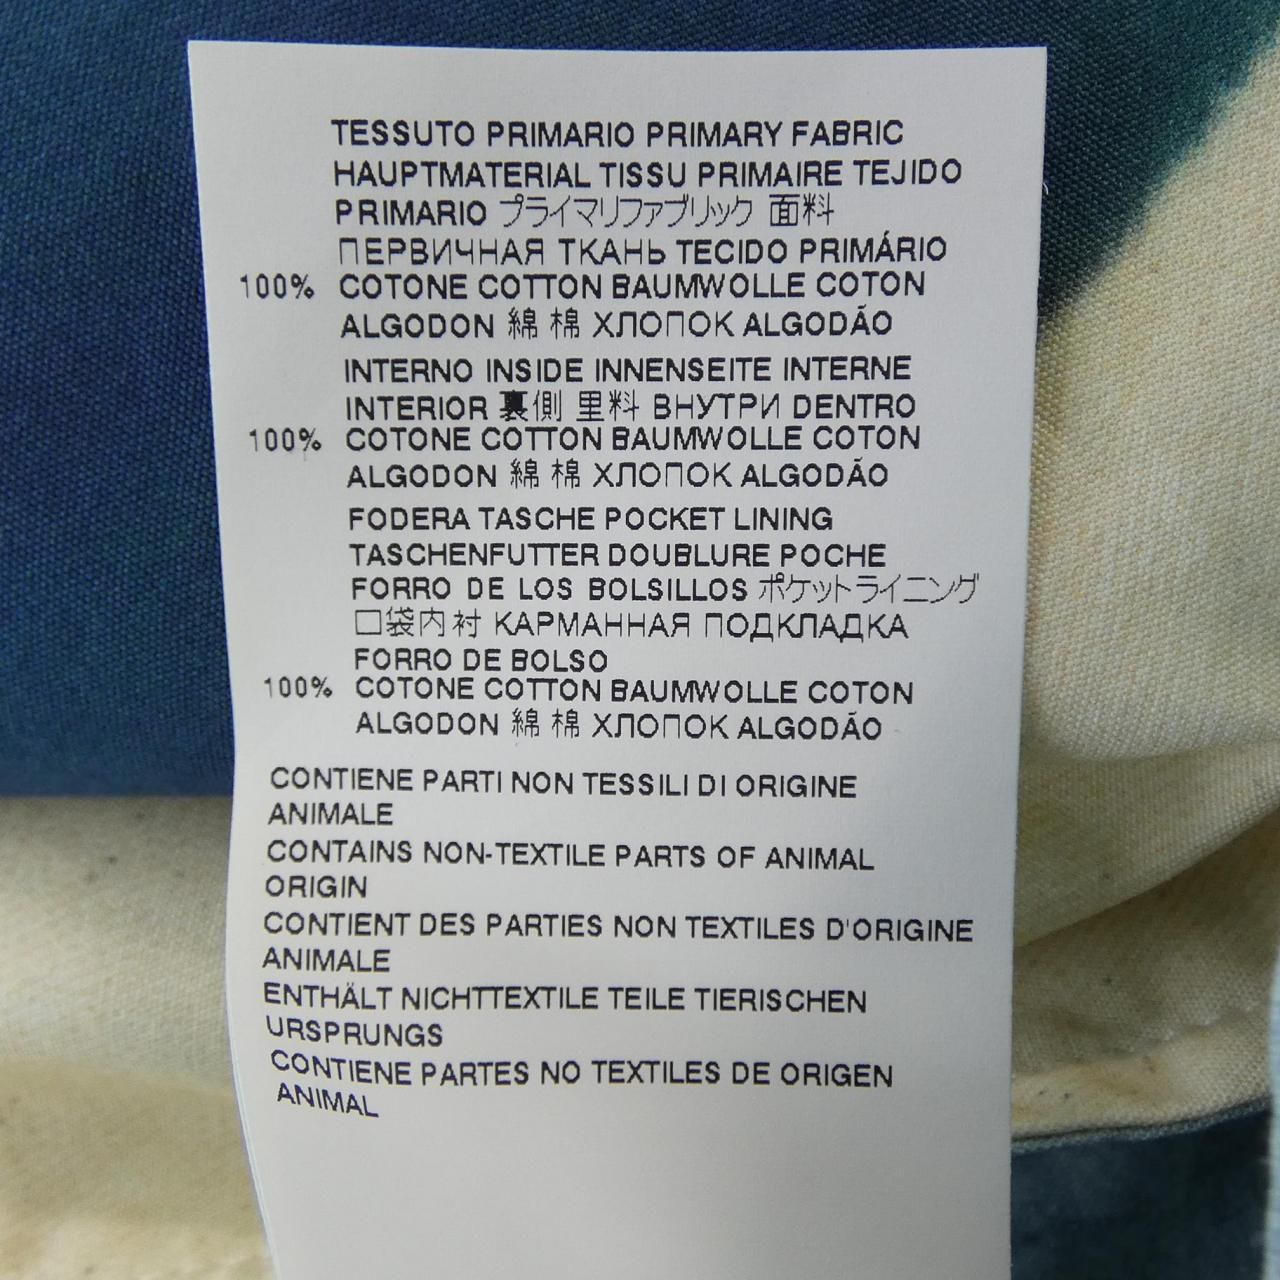 TESSUTO PRIMARIO PRIMARY FABRIC
HAUPTMATERIAL TISSU PRIMAIRE TEJIDO
PRIMARIO プライマリファブリック 面料
ПЕРВИЧНАЯ ТКАНЬ TECIDO PRIMÁRIO
100% COTONE COTTON BAUMWOLLE COTON
ALGODON 綿 棉 ХЛОПОК ALGODÃO
INTERNO INSIDE INNENSEITE INTERNE
INTERIOR 裏側 里料 ВНУТРИ DENTRO
100% COTONE COTTON BAUMWOLLE COTON
ALGODON 綿 棉 ХЛОПОК ALGODÃO
FODERA TASCHE POCKET LINING
TASCHENFUTTER DOUBLURE POCHE
FORRO DE LOS BOLSILLOS ポケットライニング
口袋内衬 КАРМАННАЯ ПОДКЛАДКА
FORRO DE BOLSO
100% COTONE COTTON BAUMWOLLE COTON
ALGODON 綿 棉 ХЛОПОК ALGODÃO
CONTIENE PARTI NON TESSILI DI ORIGINE
ANIMALE
CONTAINS NON-TEXTILE PARTS OF ANIMAL
ORIGIN
CONTIENT DES PARTIES NON TEXTILES D'ORIGINE
ANIMALE
ENTHÄLT NICHTTEXTILE TEILE TIERISCHEN
URSPRUNGS
CONTIENE PARTES NO TEXTILES DE ORIGEN
ANIMAL